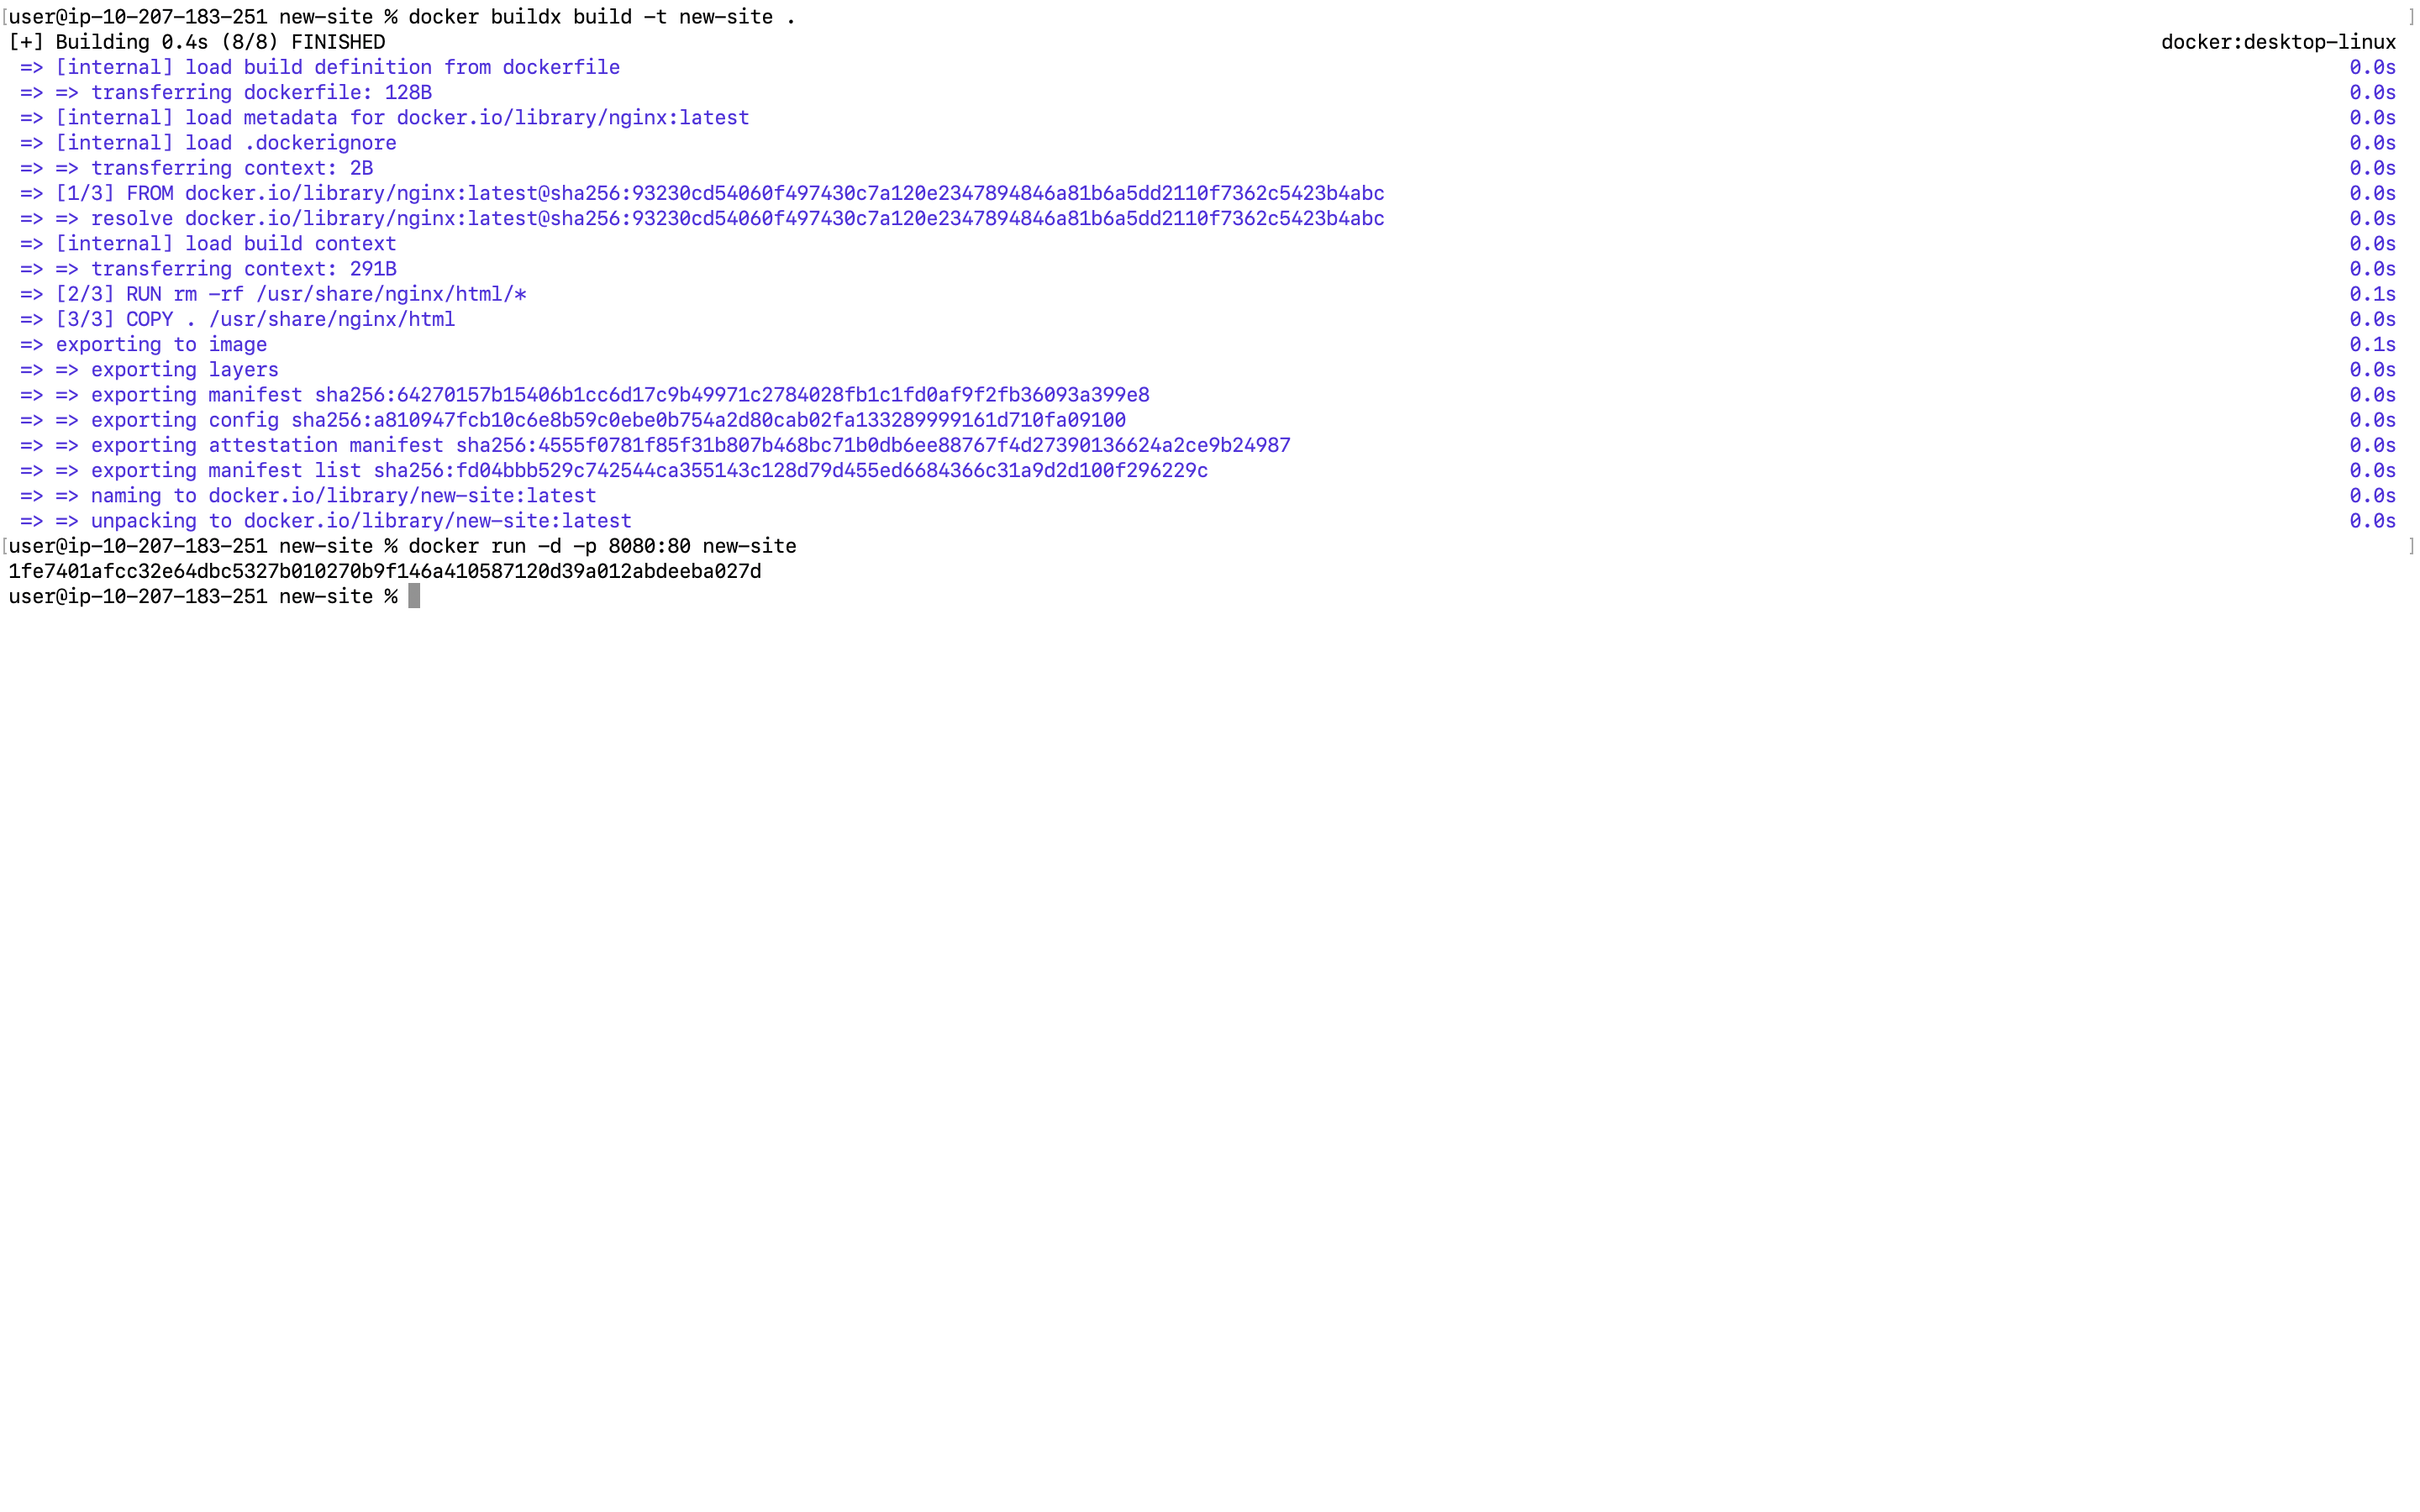 [user@ip-10-207-183-251 new-site % docker buildx build -t new-site . ]
[+] Building 0.4s (8/8) FINISHED docker:desktop-linux
=> [internal] load build definition from dockerfile 0.0s
=> => transferring dockerfile: 128B 0.0s
=> [internal] load metadata for docker.io/library/nginx:latest 0.0s
=> [internal] load .dockerignore 0.0s
=> => transferring context: 2B 0.0s
=> [1/3] FROM docker.io/library/nginx:latest@sha256:93230cd54060f497430c7a120e2347894846a81b6a5dd2110f7362c5423b4abc 0.0s
=> => resolve docker.io/library/nginx:latest@sha256:93230cd54060f497430c7a120e2347894846a81b6a5dd2110f7362c5423b4abc 0.0s
=> [internal] load build context 0.0s
=> => transferring context: 291B 0.0s
=> [2/3] RUN rm -rf /usr/share/nginx/html/* 0.1s
=> [3/3] COPY . /usr/share/nginx/html 0.0s
=> exporting to image 0.1s
=> => exporting layers 0.0s
=> => exporting manifest sha256:64270157b15406b1cc6d17c9b49971c2784028fb1c1fd0af9f2fb36093a399e8 0.0s
=> => exporting config sha256:a810947fcb10c6e8b59c0ebe0b754a2d80cab02fa133289999161d710fa09100 0.0s
=> => exporting attestation manifest sha256:4555f0781f85f31b807b468bc71b0db6ee88767f4d27390136624a2ce9b24987 0.0s
=> => exporting manifest list sha256:fd04bbb529c742544ca355143c128d79d455ed6684366c31a9d2d100f296229c 0.0s
=> => naming to docker.io/library/new-site:latest 0.0s
=> => unpacking to docker.io/library/new-site:latest 0.0s
[user@ip-10-207-183-251 new-site % docker run -d -p 8080:80 new-site ]
1fe7401afcc32e64dbc5327b010270b9f146a410587120d39a012abdeeba027d
user@ip-10-207-183-251 new-site %